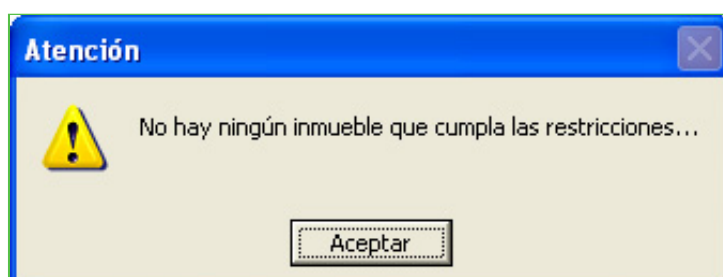 Atención
No hay ningún inmueble que cumpla las restricciones...
Aceptar